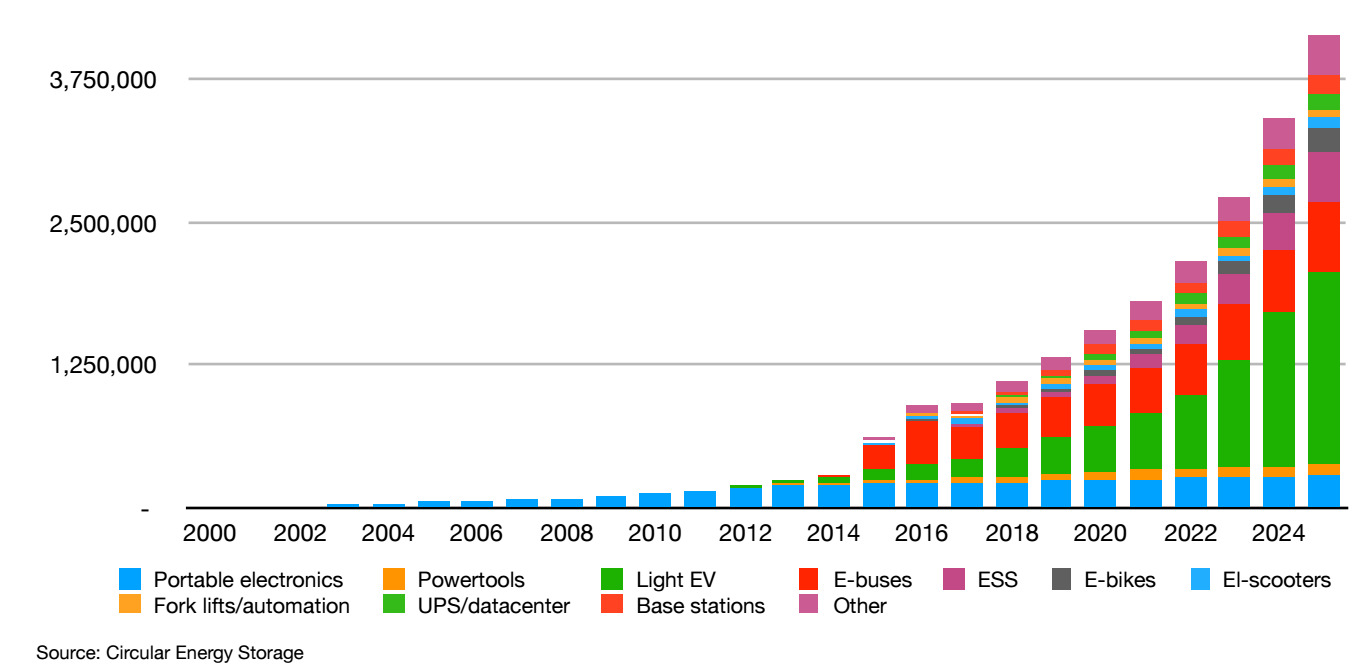 3,750,000
2,500,000
1,250,000
-
2000 2002 2004 2006 2008 2010 2012 2014 2016 2018 2020 2022 2024
Portable electronics Powertools Light EV E-buses ESS E-bikes El-scooters
Fork lifts/automation UPS/datacenter Base stations Other
Source: Circular Energy Storage